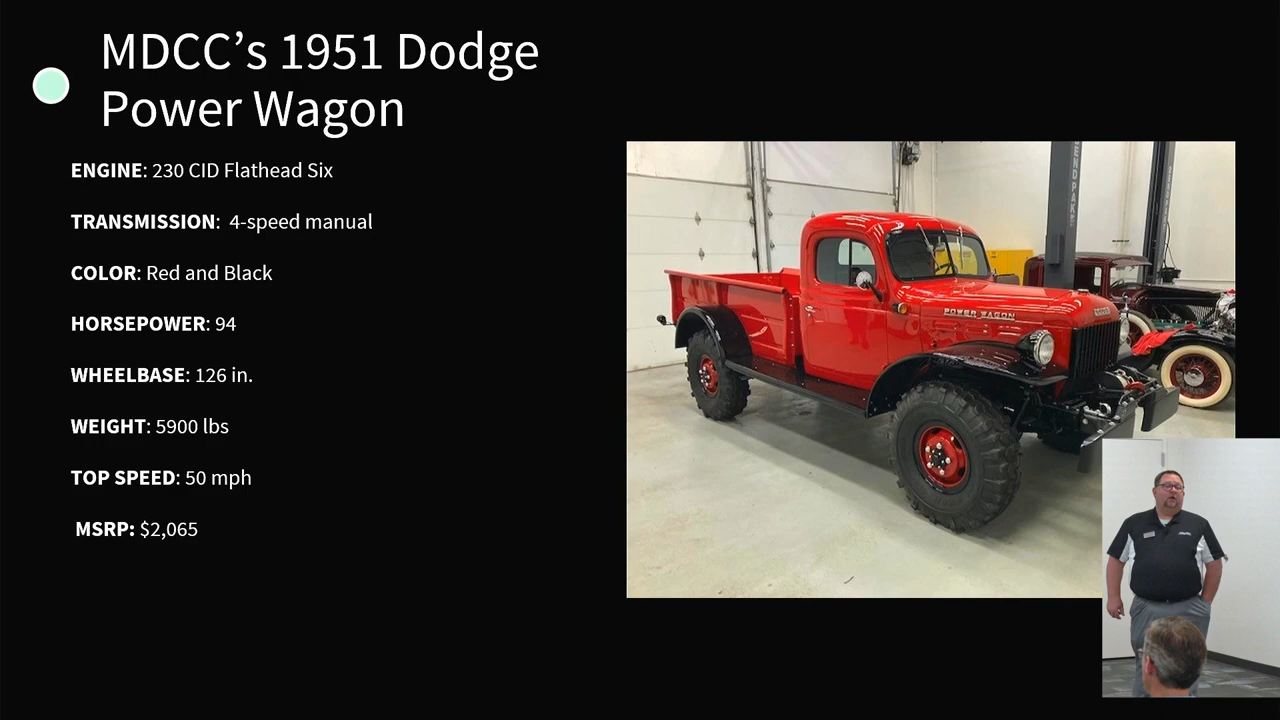 MDCC’s 1951 Dodge
Power Wagon
ENGINE: 230 CID Flathead Six
TRANSMISSION:  4-speed manual
COLOR: Red and Black
HORSEPOWER: 94
WHEELBASE: 126 in.
WEIGHT: 5900 lbs
TOP SPEED: 50 mph
MSRP: $2,065
BENDPAK
POWER WAGON